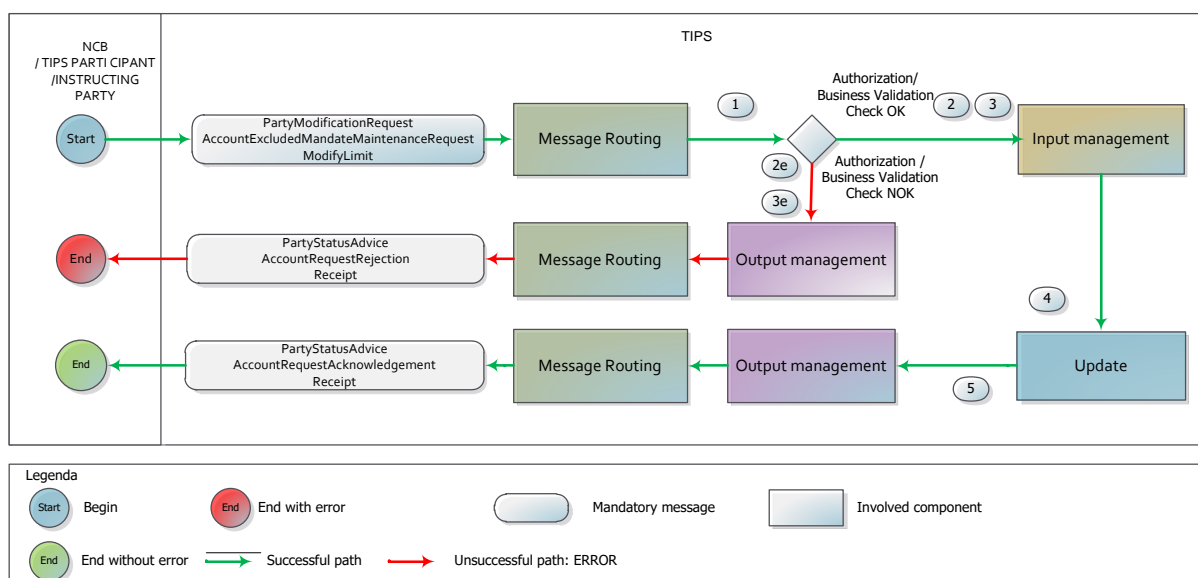 NCB
/ TIPS PARTI CIPANT
/INSTRUCTING
PARTY
TIPS
Start
PartyModificationRequest
AccountExcludedMandateMaintenanceRequest
ModifyLimit
Message Routing
1
Authorization/
Business Validation
Check OK
2
3
Input management
2e
3e
Authorization /
Business Validation
Check NOK
End
PartyStatusAdvice
AccountRequestRejection
Receipt
Message Routing
Output management
4
End
PartyStatusAdvice
AccountRequestAcknowledgement
Receipt
Message Routing
Output management
5
Update
Legenda
Start
Begin
End
End with error
Mandatory message
Involved component
End
End without error
Successful path
Unsuccessful path: ERROR